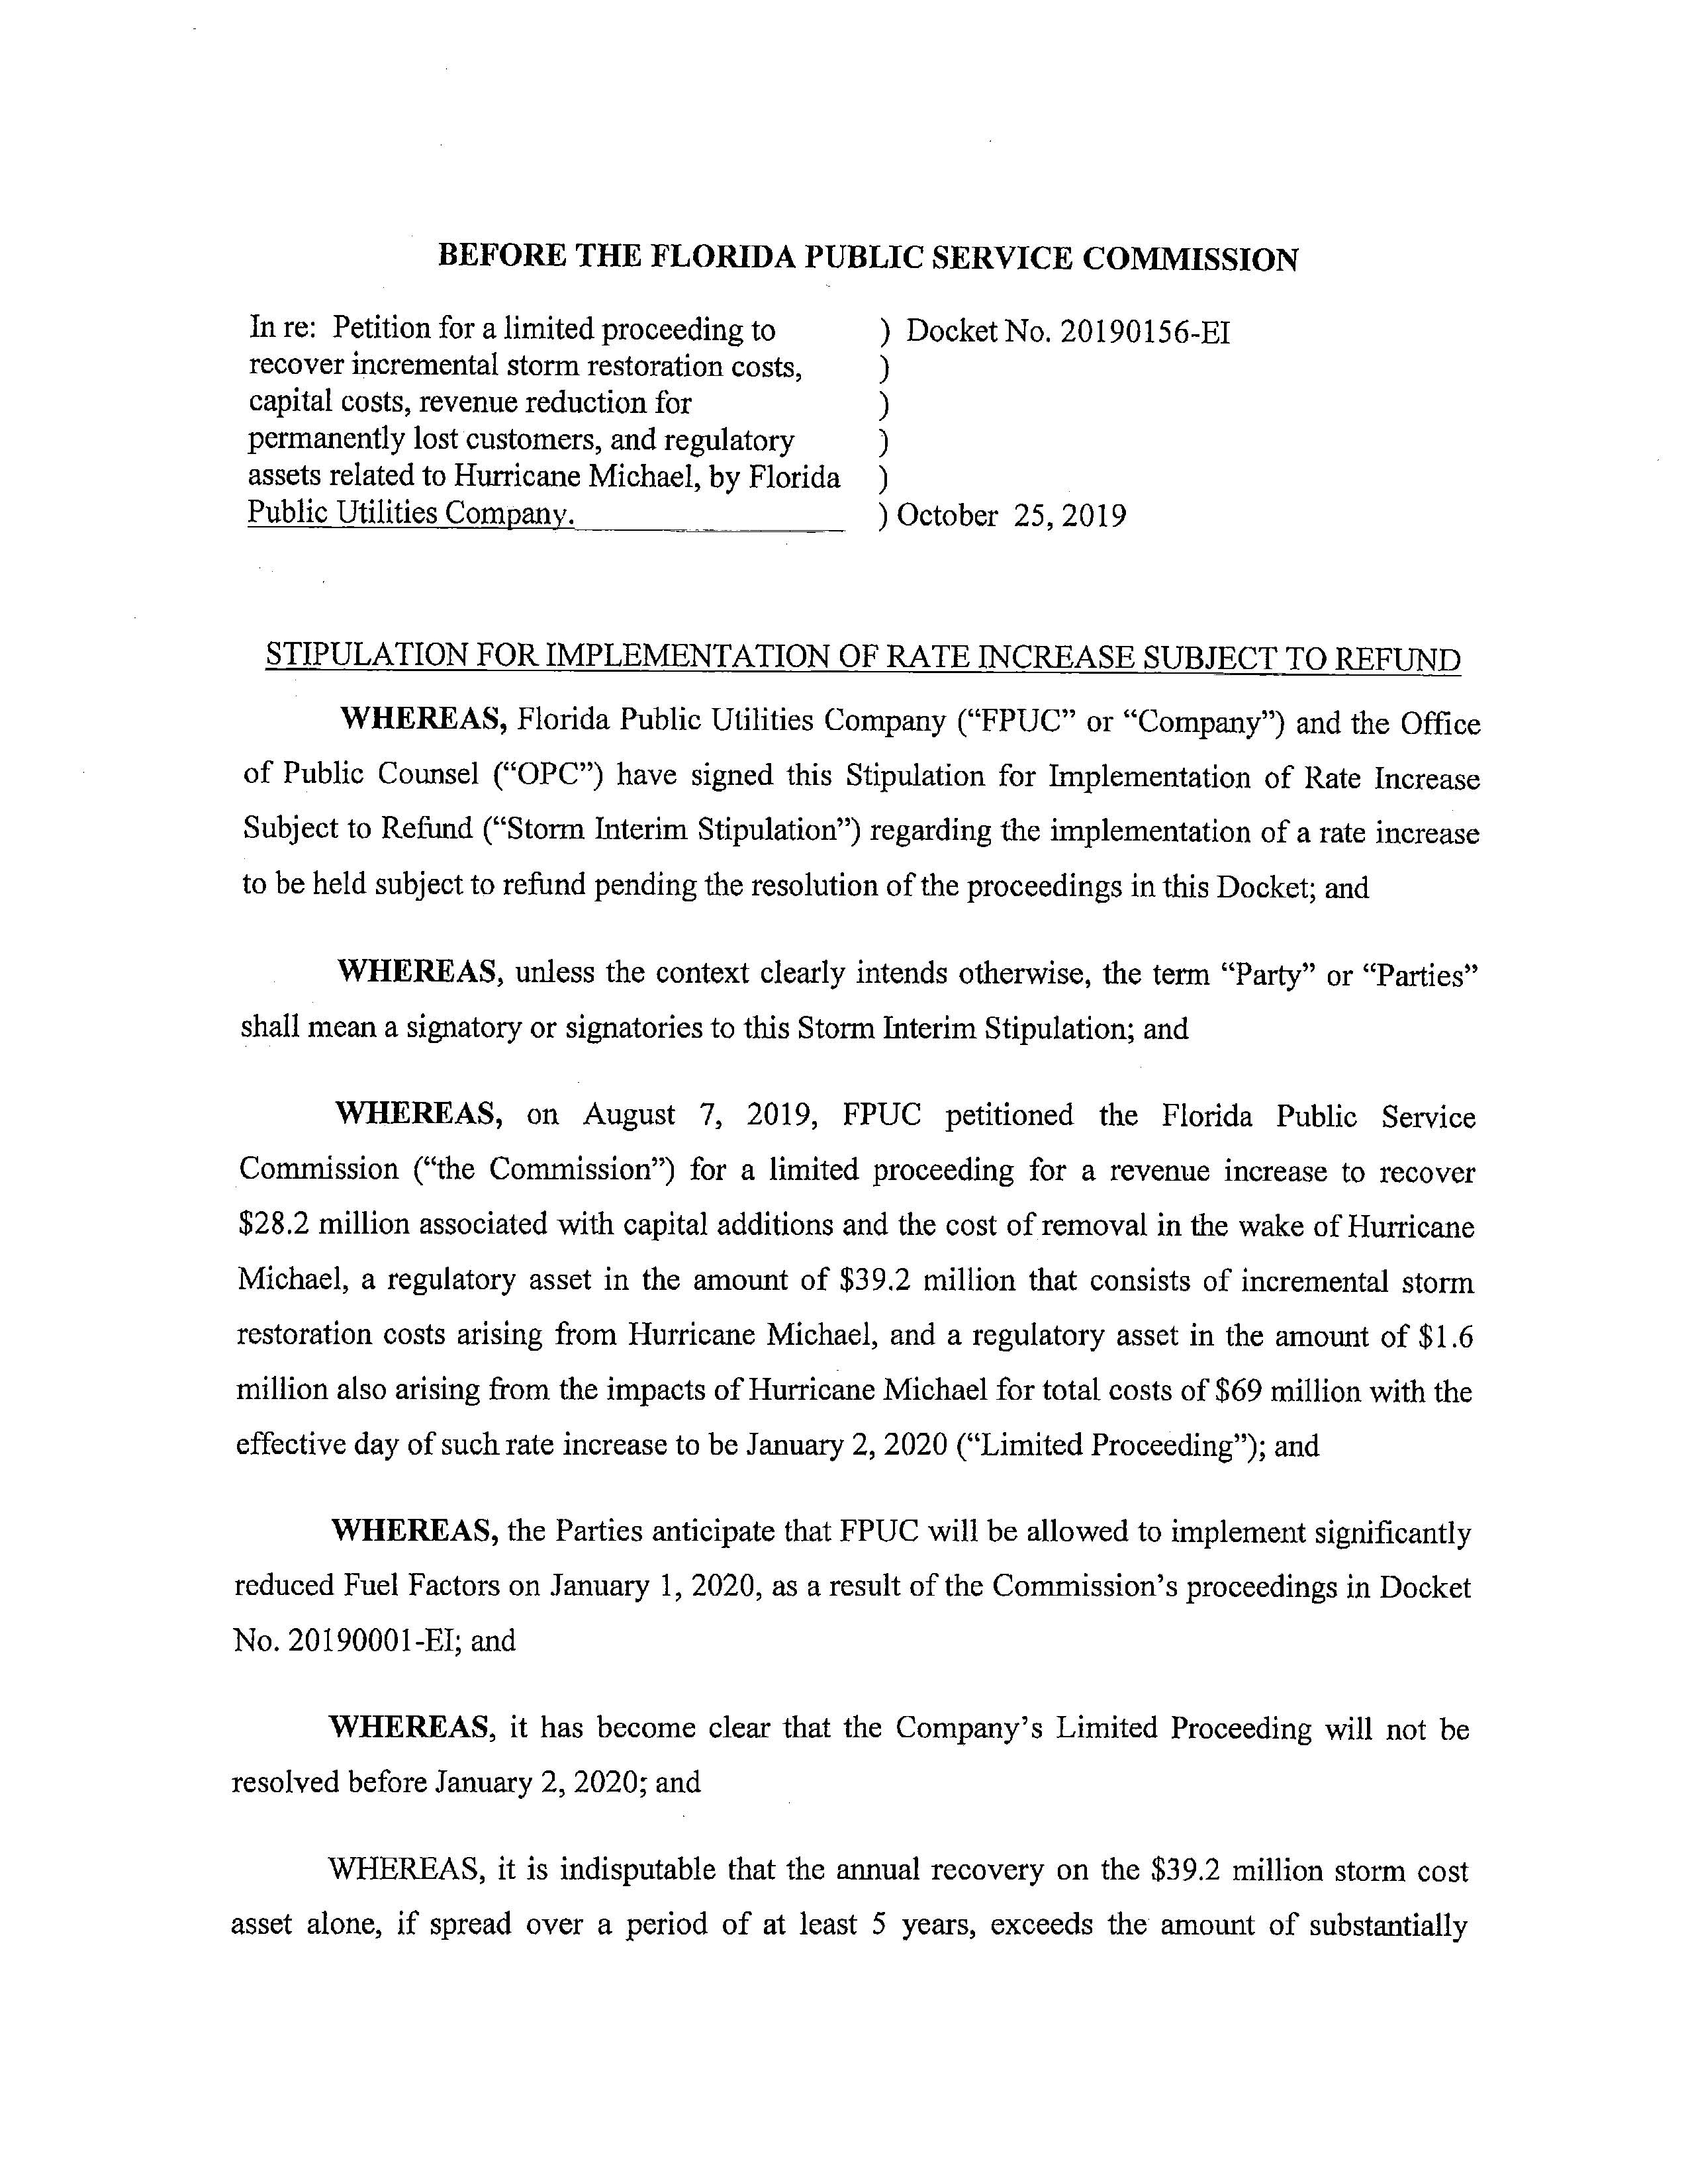 BEFORE THE FLORIDA PUBLIC SERVICE COMMISSION
In re: Petition for a limited proceeding to ) Docket No. 20190156-EI
recover incremental storm restoration costs, )
capital costs, revenue reduction for )
permanently lost customers, and regulatory )
assets related to Hurricane Michael, by Florida )
Public Utilities Company. ) October 25, 2019
STIPULATION FOR IMPLEMENTATION OF RATE INCREASE SUBJECT TO REFUND
WHEREAS, Florida Public Utilities Company (“FPUC” or “Company”) and the Office
of Public Counsel (“OPC”) have signed this Stipulation for Implementation of Rate Increase
Subject to Refund (“Storm Interim Stipulation”) regarding the implementation of a rate increase
to be held subject to refund pending the resolution of the proceedings in this Docket; and
WHEREAS, unless the context clearly intends otherwise, the term “Party” or “Parties”
shall mean a signatory or signatories to this Storm Interim Stipulation; and
WHEREAS, on August 7, 2019, FPUC petitioned the Florida Public Service
Commission (“the Commission”) for a limited proceeding for a revenue increase to recover
$28.2 million associated with capital additions and the cost of removal in the wake of Hurricane
Michael, a regulatory asset in the amount of $39.2 million that consists of incremental storm
restoration costs arising from Hurricane Michael, and a regulatory asset in the amount of $1.6
million also arising from the impacts of Hurricane Michael for total costs of $69 million with the
effective day of such rate increase to be January 2, 2020 (“Limited Proceeding”); and
WHEREAS, the Parties anticipate that FPUC will be allowed to implement significantly
reduced Fuel Factors on January 1, 2020, as a result of the Commission’s proceedings in Docket
No. 20190001-EI; and
WHEREAS, it has become clear that the Company’s Limited Proceeding will not be
resolved before January 2, 2020; and
WHEREAS, it is indisputable that the annual recovery on the $39.2 million storm cost
asset alone, if spread over a period of at least 5 years, exceeds the amount of substantially